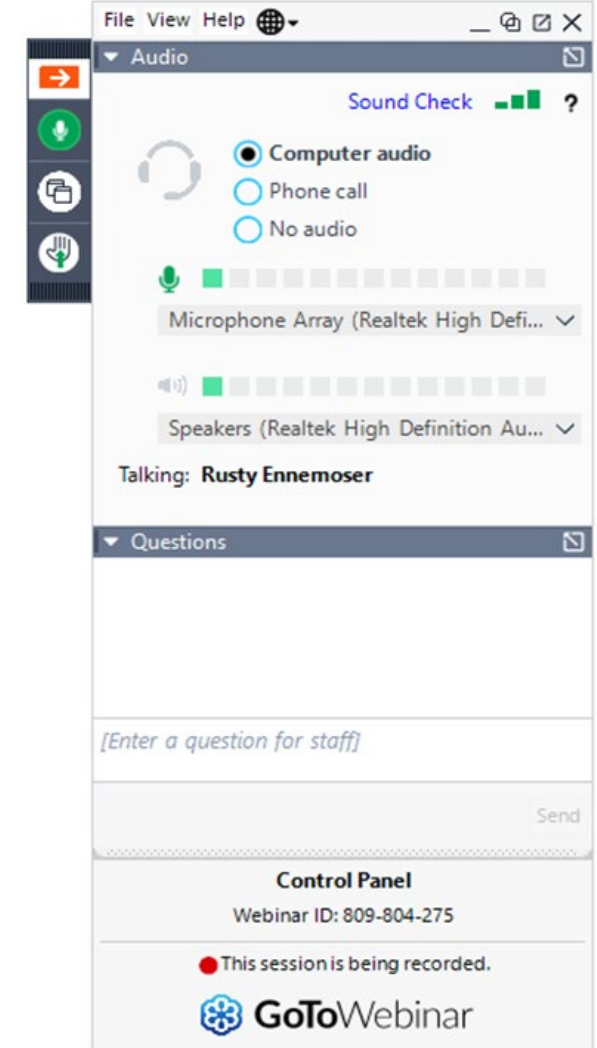 File View Help
Audio
Sound Check ?
Computer audio
Phone call
No audio
Microphone Array (Realtek High Defi...
Speakers (Realtek High Definition Au...
Talking: Rusty Ennemoser
Questions
[Enter a question for staff]
Send
Control Panel
Webinar ID: 809-804-275
This session is being recorded.
GoToWebinar